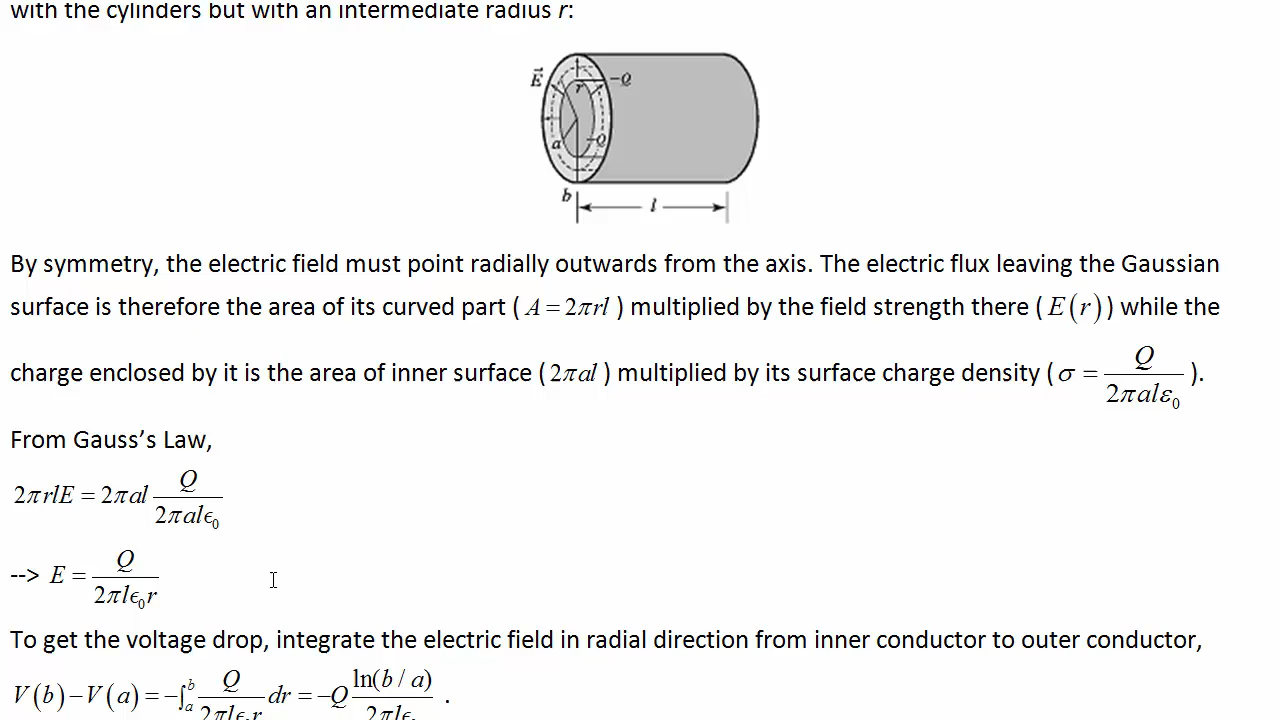 with the cylinders but with an intermediate radius r:
E⃗ r −Q
a −Q
b
l
By symmetry, the electric field must point radially outwards from the axis. The electric flux leaving the Gaussian
surface is therefore the area of its curved part ( A = 2πrl ) multiplied by the field strength there ( E(r) ) while the
charge enclosed by it is the area of inner surface ( 2πal ) multiplied by its surface charge density ( σ = Q / 2πalε₀ ).
From Gauss’s Law,
2πrlE = 2πal Q / 2πalϵ₀
--> E = Q / 2πlϵ₀r
To get the voltage drop, integrate the electric field in radial direction from inner conductor to outer conductor,
V(b) − V(a) = −∫ₐᵇ Q / 2πlϵ₀r dr = −Q ln(b / a) / 2πlϵ₀ .